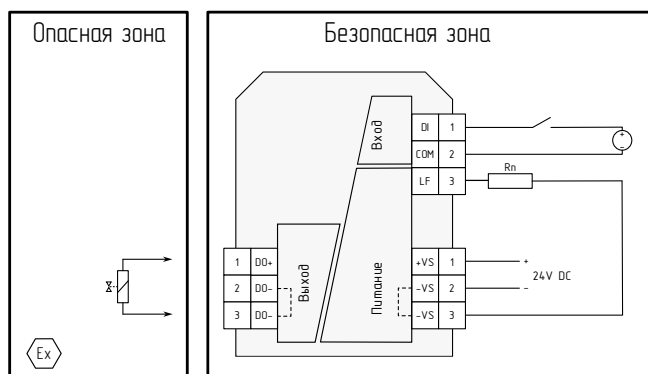 Опасная зона
Безопасная зона
Вход
DI 1
COM 2
LF 3
Rn
+
-
1 DO+
2 DO-
3 DO-
Выход
Питание
+VS 1
-VS 2
-VS 3
+
24V DC
-
Ex